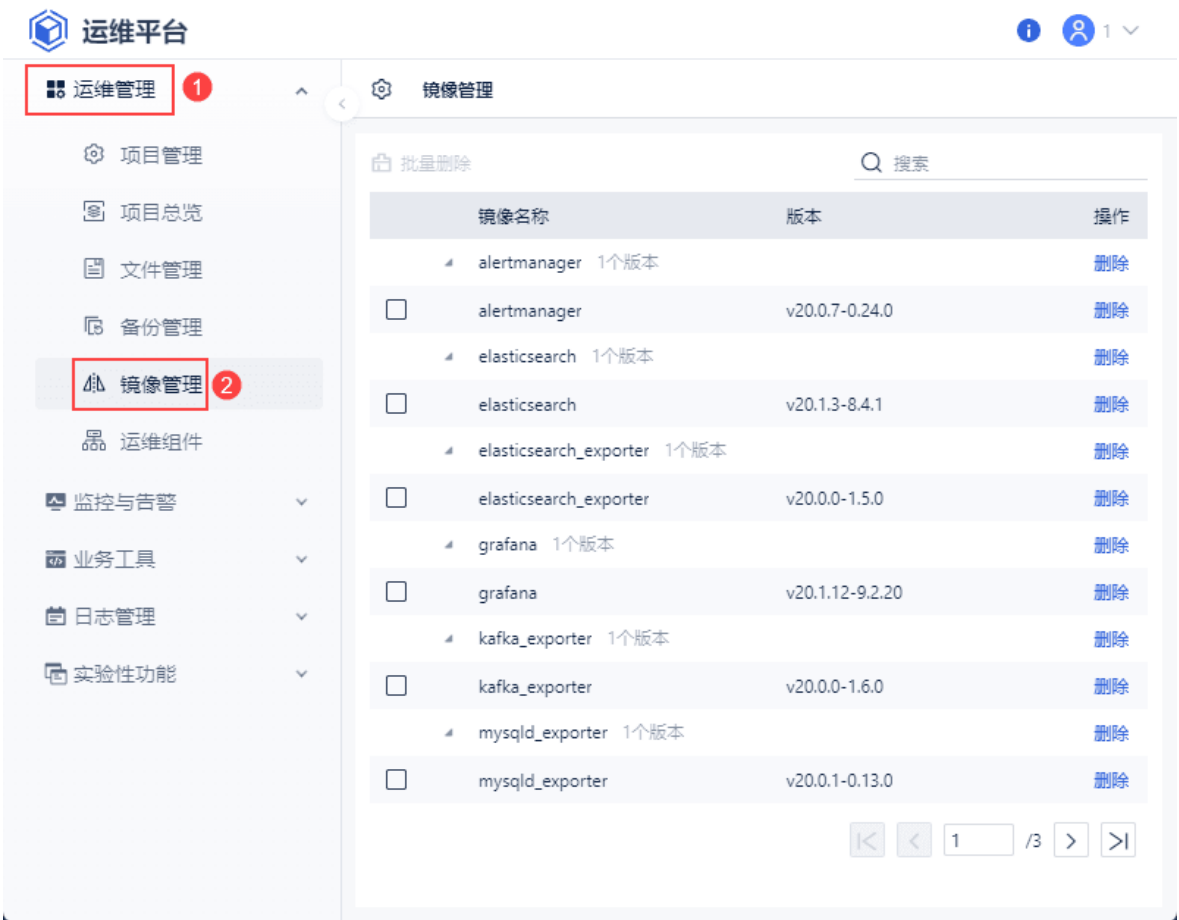 运维平台
1
运维管理 1
项目管理
项目总览
文件管理
备份管理
镜像管理 2
运维组件
监控与告警
业务工具
日志管理
实验性功能
镜像管理
批量删除 搜索
镜像名称 版本 操作
alertmanager 1个版本 删除
alertmanager v20.0.7-0.24.0 删除
elasticsearch 1个版本 删除
elasticsearch v20.1.3-8.4.1 删除
elasticsearch_exporter 1个版本 删除
elasticsearch_exporter v20.0.0-1.5.0 删除
grafana 1个版本 删除
grafana v20.1.12-9.2.20 删除
kafka_exporter 1个版本 删除
kafka_exporter v20.0.0-1.6.0 删除
mysqld_exporter 1个版本 删除
mysqld_exporter v20.0.1-0.13.0 删除
1 /3